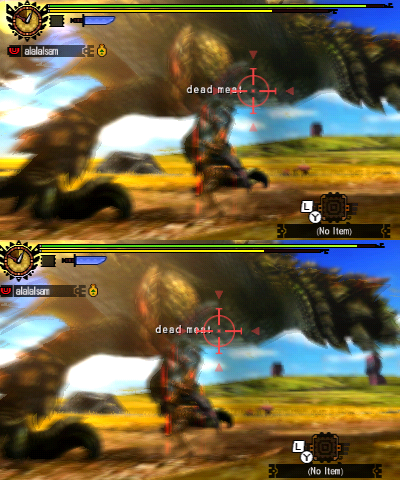 alalalsam
dead meat
L
Y
(No Item)
alalalsam
dead meat
L
Y
(No Item)